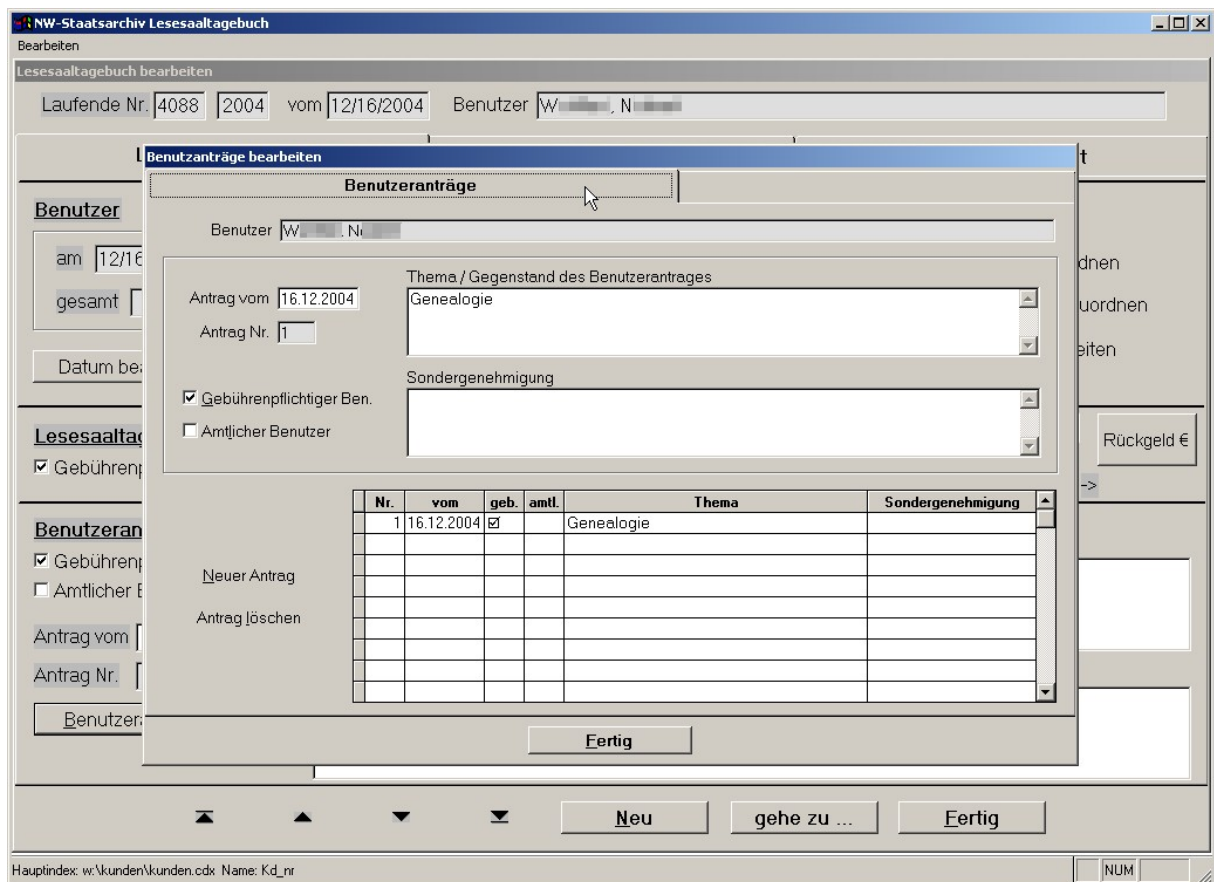 NW-Staatsarchiv Lesesaaltagebuch
Bearbeiten
Lesesaaltagebuch bearbeiten
Laufende Nr. 4088 2004 vom 12/16/2004 Benutzer W , N
t
Benutzanträge bearbeiten
Benutzeranträge
Benutzer
am 12/16
gesamt
Datum bea
Benutzer W , N
Thema / Gegenstand des Benutzerantrages
Antrag vom 16.12.2004 Genealogie
Antrag Nr. 1
Sondergenehmigung
Gebührenpflichtiger Ben.
Amtlicher Benutzer
dnen
uordnen
eiten
Lesesaaltag
Gebührenp
Rückgeld €
->
Nr. vom geb. amtl. Thema Sondergenehmigung
1 16.12.2004 Genealogie
Neuer Antrag
Antrag löschen
Benutzeran
Gebührenp
Amtlicher B
Antrag vom
Antrag Nr.
Benutzera
Fertig
Neu gehe zu ... Fertig
Hauptindex: w:\kunden\kunden.cdx Name: Kd_nr NUM